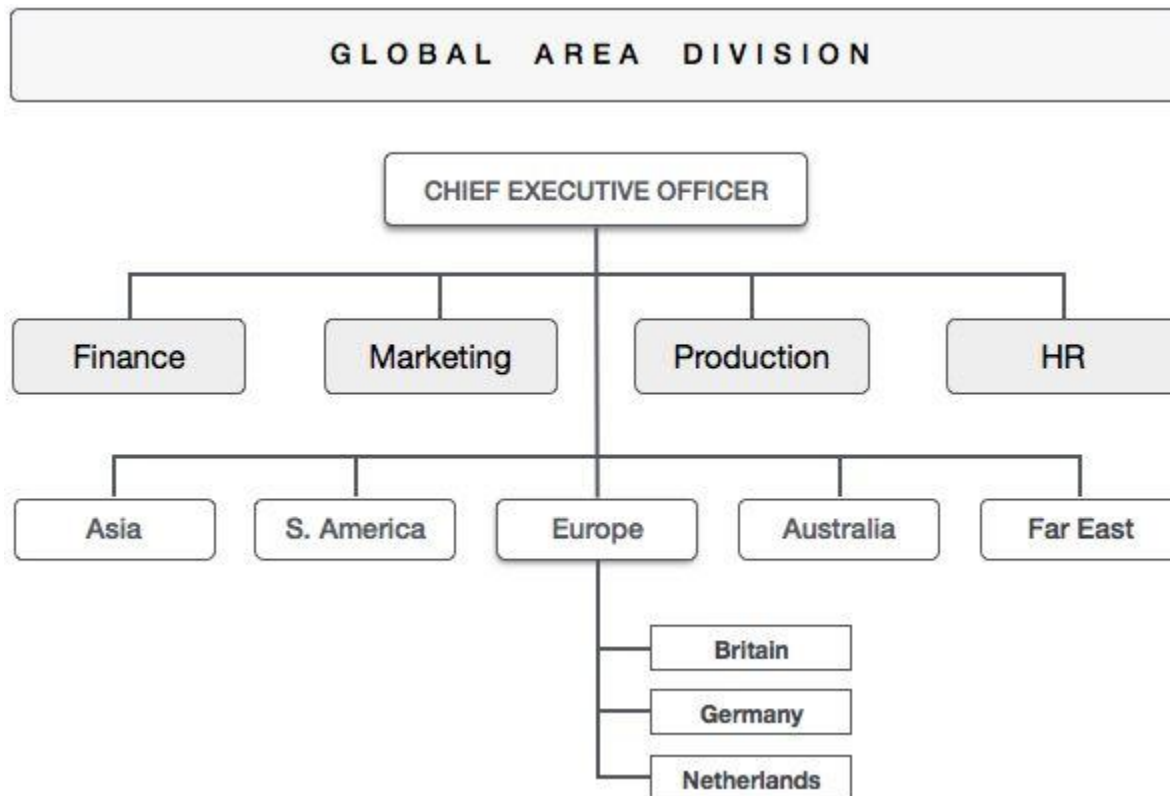 GLOBAL AREA DIVISION
CHIEF EXECUTIVE OFFICER
Finance
Marketing
Production
HR
Asia
S. America
Europe
Australia
Far East
Britain
Germany
Netherlands